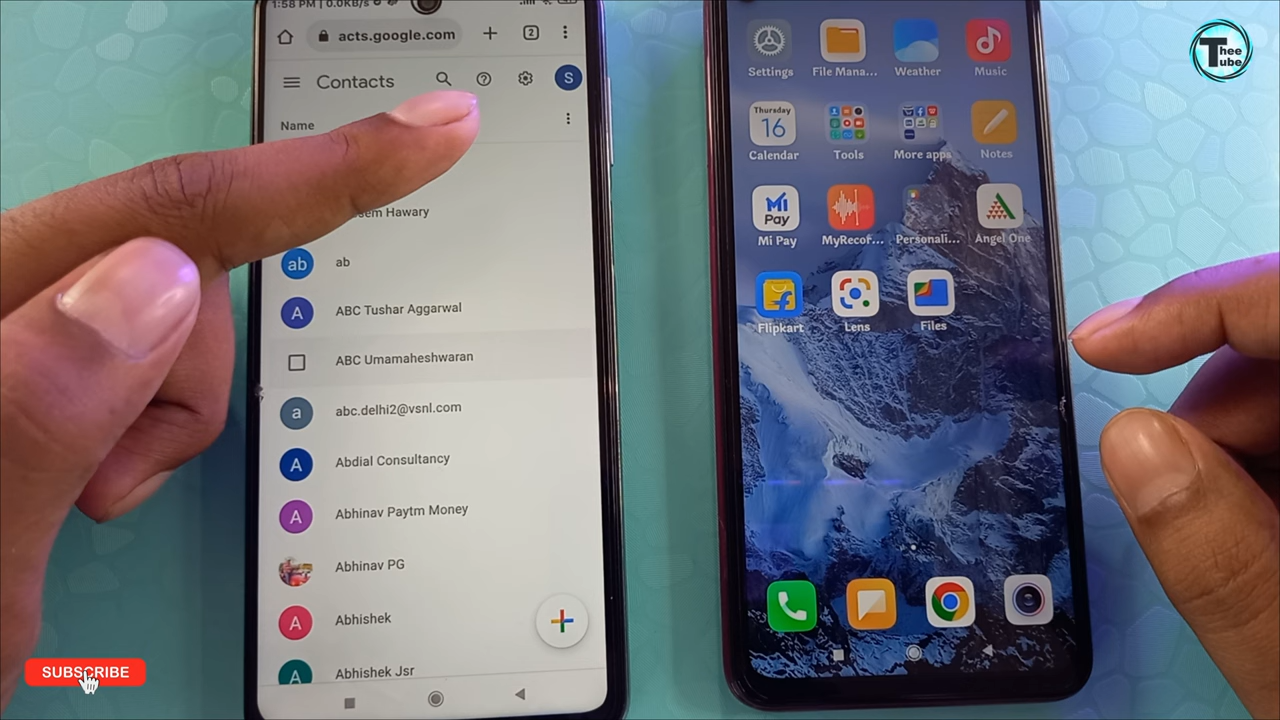 1:58 PM | 0.0KB/s
acts.google.com
2
Contacts
S
Name
sem Hawary
ab
ab
A
ABC Tushar Aggarwal
ABC Umamaheshwaran
a
abc.delhi2@vsnl.com
A
Abdial Consultancy
A
Abhinav Paytm Money
Abhinav PG
A
Abhishek
A
Abhishek Jsr
SUBSCRIBE
Settings
File Mana...
Weather
Music
Thursday
16
Calendar
Tools
More apps
Notes
Mi
Pay
Mi Pay
MyRecor...
Personali...
Angel One
Flipkart
Lens
Files
Thee
Tube